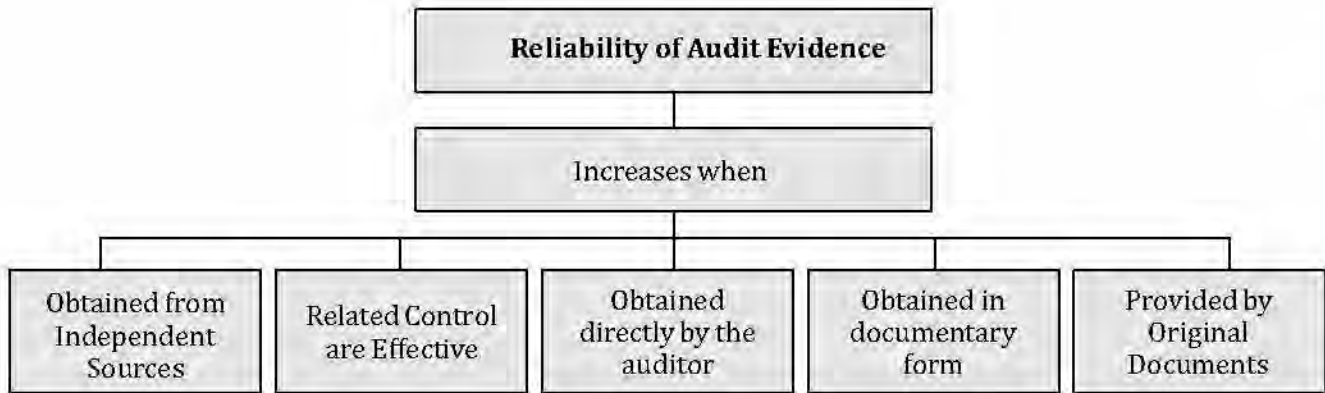 Reliability of Audit Evidence
Increases when
Obtained from
Independent
Sources
Related Control
are Effective
Obtained
directly by the
auditor
Obtained in
documentary
form
Provided by
Original
Documents